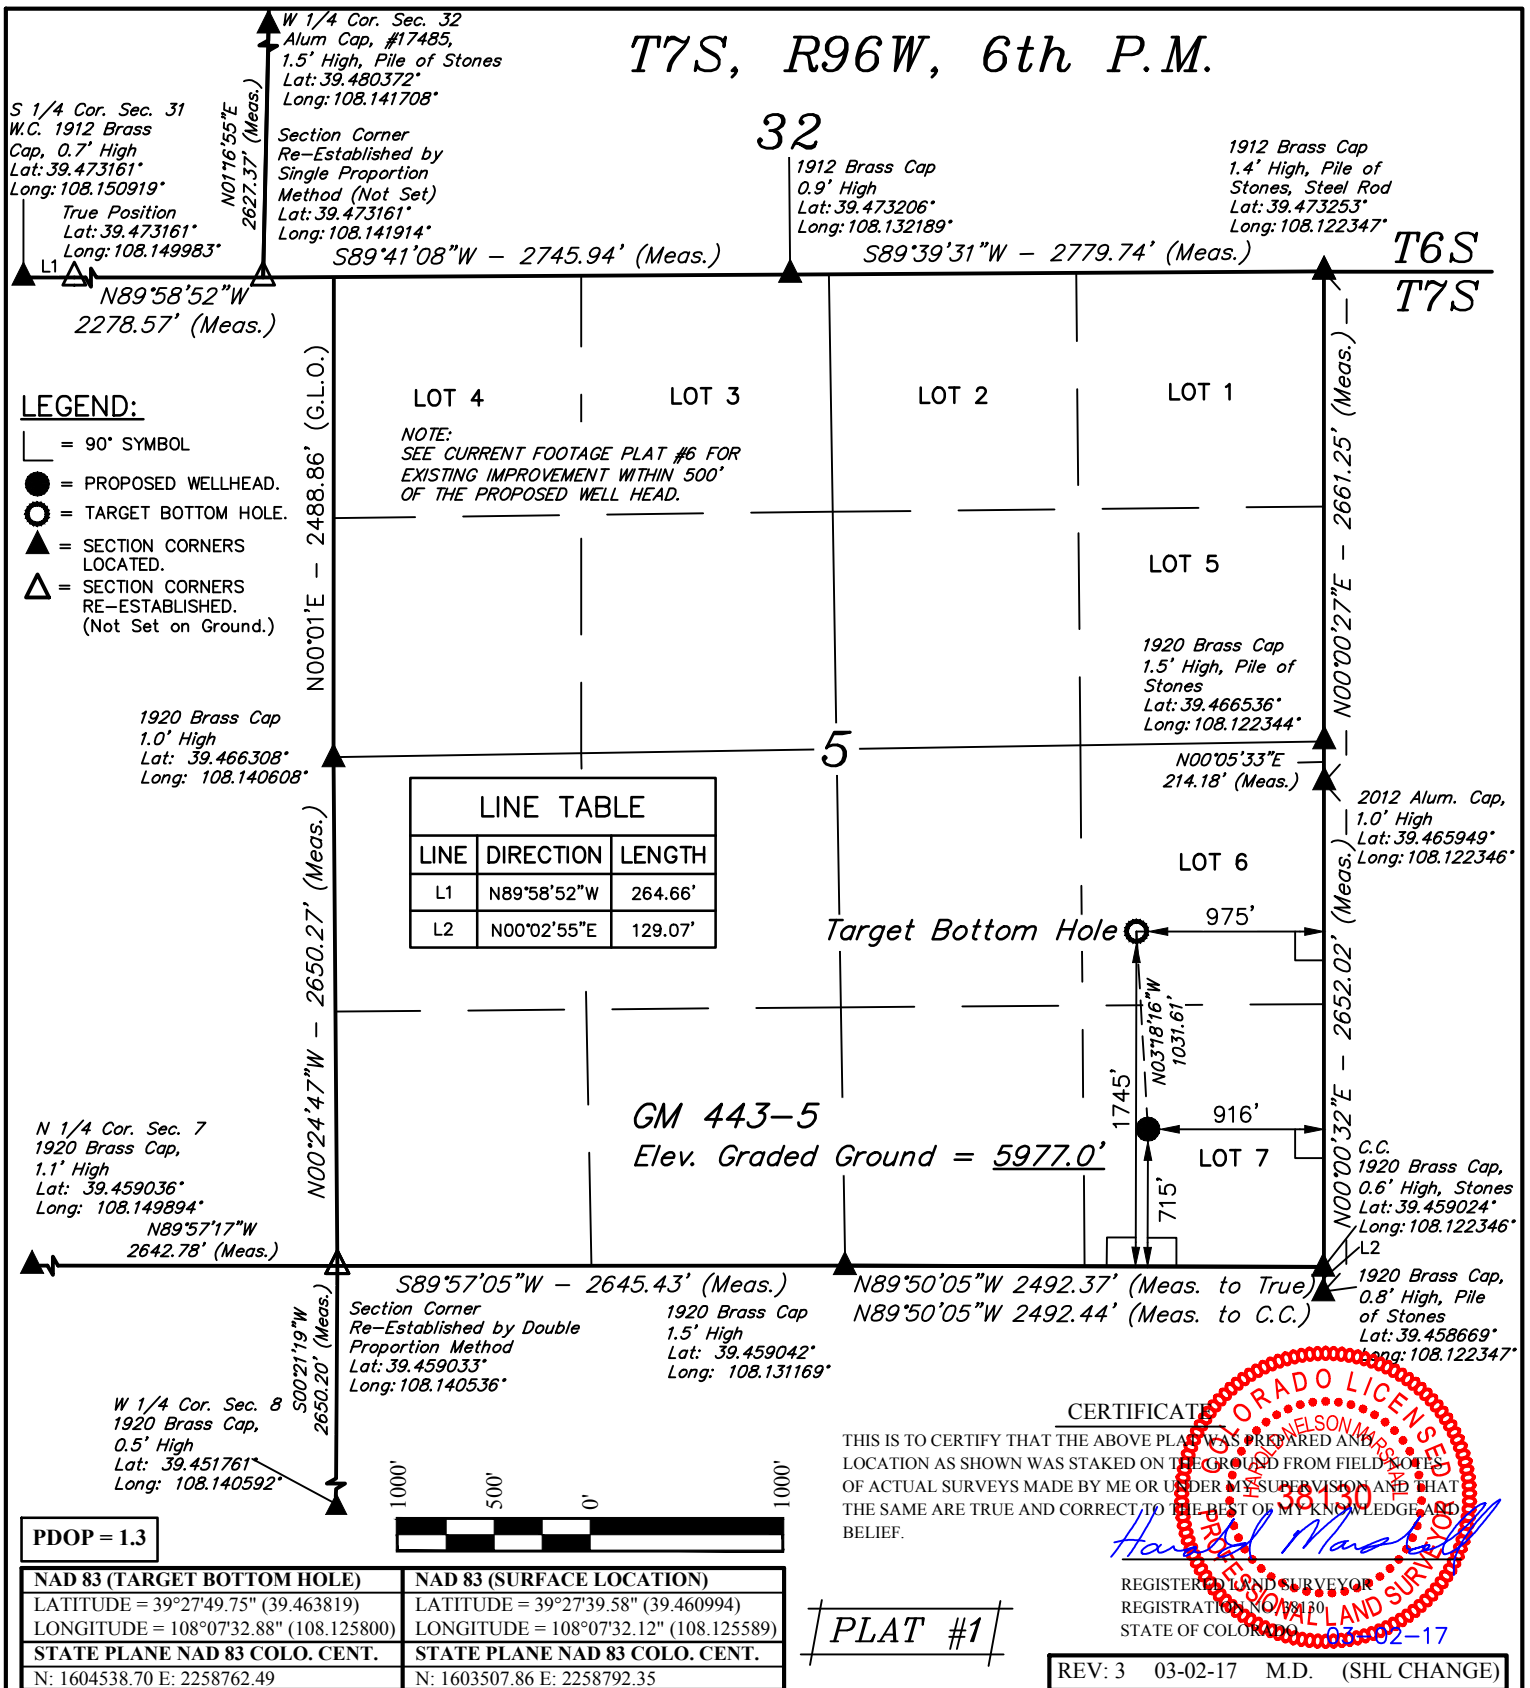 T7S, R96W, 6th P.M.
W 1/4 Cor. Sec. 32
Alum Cap, #17485,
1.5' High, Pile of Stones
Lat: 39.480372°
Long: 108.141708°
S 1/4 Cor. Sec. 31
W.C. 1912 Brass
Cap, 0.7' High
Lat: 39.473161°
Long: 108.150919°
True Position
Lat: 39.473161°
Long: 108.149983°
N01°16'55"E
2627.37' (Meas.)
Section Corner
Re-Established by
Single Proportion
Method (Not Set)
Lat: 39.473161°
Long: 108.141914°
32
1912 Brass Cap
0.9' High
Lat: 39.473206°
Long: 108.132189°
1912 Brass Cap
1.4' High, Pile of
Stones, Steel Rod
Lat: 39.473253°
Long: 108.122347°
T6S
T7S
L1
S89°41'08"W - 2745.94' (Meas.)
S89°39'31"W - 2779.74' (Meas.)
N89°58'52"W
2278.57' (Meas.)
LEGEND:
= 90° SYMBOL
= PROPOSED WELLHEAD.
= TARGET BOTTOM HOLE.
= SECTION CORNERS
LOCATED.
= SECTION CORNERS
RE-ESTABLISHED.
(Not Set on Ground.)
N00°01'E - 2488.86' (G.L.O.)
LOT 4
LOT 3
LOT 2
LOT 1
NOTE:
SEE CURRENT FOOTAGE PLAT #6 FOR
EXISTING IMPROVEMENT WITHIN 500'
OF THE PROPOSED WELL HEAD.
LOT 5
N00°00'27"E - 2661.25' (Meas.)
1920 Brass Cap
1.5' High, Pile of
Stones
Lat: 39.466536°
Long: 108.122344°
1920 Brass Cap
1.0' High
Lat: 39.466308°
Long: 108.140608°
5
N00°05'33"E
214.18' (Meas.)
2012 Alum. Cap,
1.0' High
Lat: 39.465949°
Long: 108.122346°
LINE TABLE
LINE DIRECTION LENGTH
L1 N89°58'52"W 264.66'
L2 N00°02'55"E 129.07'
N00°24'47"W - 2650.27' (Meas.)
LOT 6
Target Bottom Hole
975'
N03°18'16"W
1031.61'
1745'
N00°00'32"E - 2652.02' (Meas.)
GM 443-5
Elev. Graded Ground = 5977.0'
916'
LOT 7
715'
N 1/4 Cor. Sec. 7
1920 Brass Cap,
1.1' High
Lat: 39.459036°
Long: 108.149894°
N89°57'17"W
2642.78' (Meas.)
C.C.
1920 Brass Cap,
0.6' High, Stones
Lat: 39.459024°
Long: 108.122346°
L2
1920 Brass Cap,
0.8' High, Pile
of Stones
Lat: 39.458669°
Long: 108.122347°
S89°57'05"W - 2645.43' (Meas.)
N89°50'05"W 2492.37' (Meas. to True)
N89°50'05"W 2492.44' (Meas. to C.C.)
S00°21'19"W
2650.20' (Meas.)
Section Corner
Re-Established by Double
Proportion Method
Lat: 39.459033°
Long: 108.140536°
1920 Brass Cap
1.5' High
Lat: 39.459042°
Long: 108.131169°
W 1/4 Cor. Sec. 8
1920 Brass Cap,
0.5' High
Lat: 39.451761°
Long: 108.140592°
1000'
500'
0'
1000'
PDOP = 1.3
NAD 83 (TARGET BOTTOM HOLE)
LATITUDE = 39°27'49.75" (39.463819)
LONGITUDE = 108°07'32.88" (108.125800)
STATE PLANE NAD 83 COLO. CENT.
N: 1604538.70 E: 2258762.49
NAD 83 (SURFACE LOCATION)
LATITUDE = 39°27'39.58" (39.460994)
LONGITUDE = 108°07'32.12" (108.125589)
STATE PLANE NAD 83 COLO. CENT.
N: 1603507.86 E: 2258792.35
PLAT #1
CERTIFICATE
THIS IS TO CERTIFY THAT THE ABOVE PLAT WAS PREPARED AND
LOCATION AS SHOWN WAS STAKED ON THE GROUND FROM FIELD NOTES
OF ACTUAL SURVEYS MADE BY ME OR UNDER MY SUPERVISION AND THAT
THE SAME ARE TRUE AND CORRECT TO THE BEST OF MY KNOWLEDGE AND
BELIEF.
COLORADO LICENSED
HAROLD NELSON MARSHALL
38130
PROFESSIONAL LAND SURVEYOR
Harold Marshall
REGISTERED LAND SURVEYOR
REGISTRATION NO. 38130
STATE OF COLORADO
03-02-17
REV: 3 03-02-17 M.D. (SHL CHANGE)